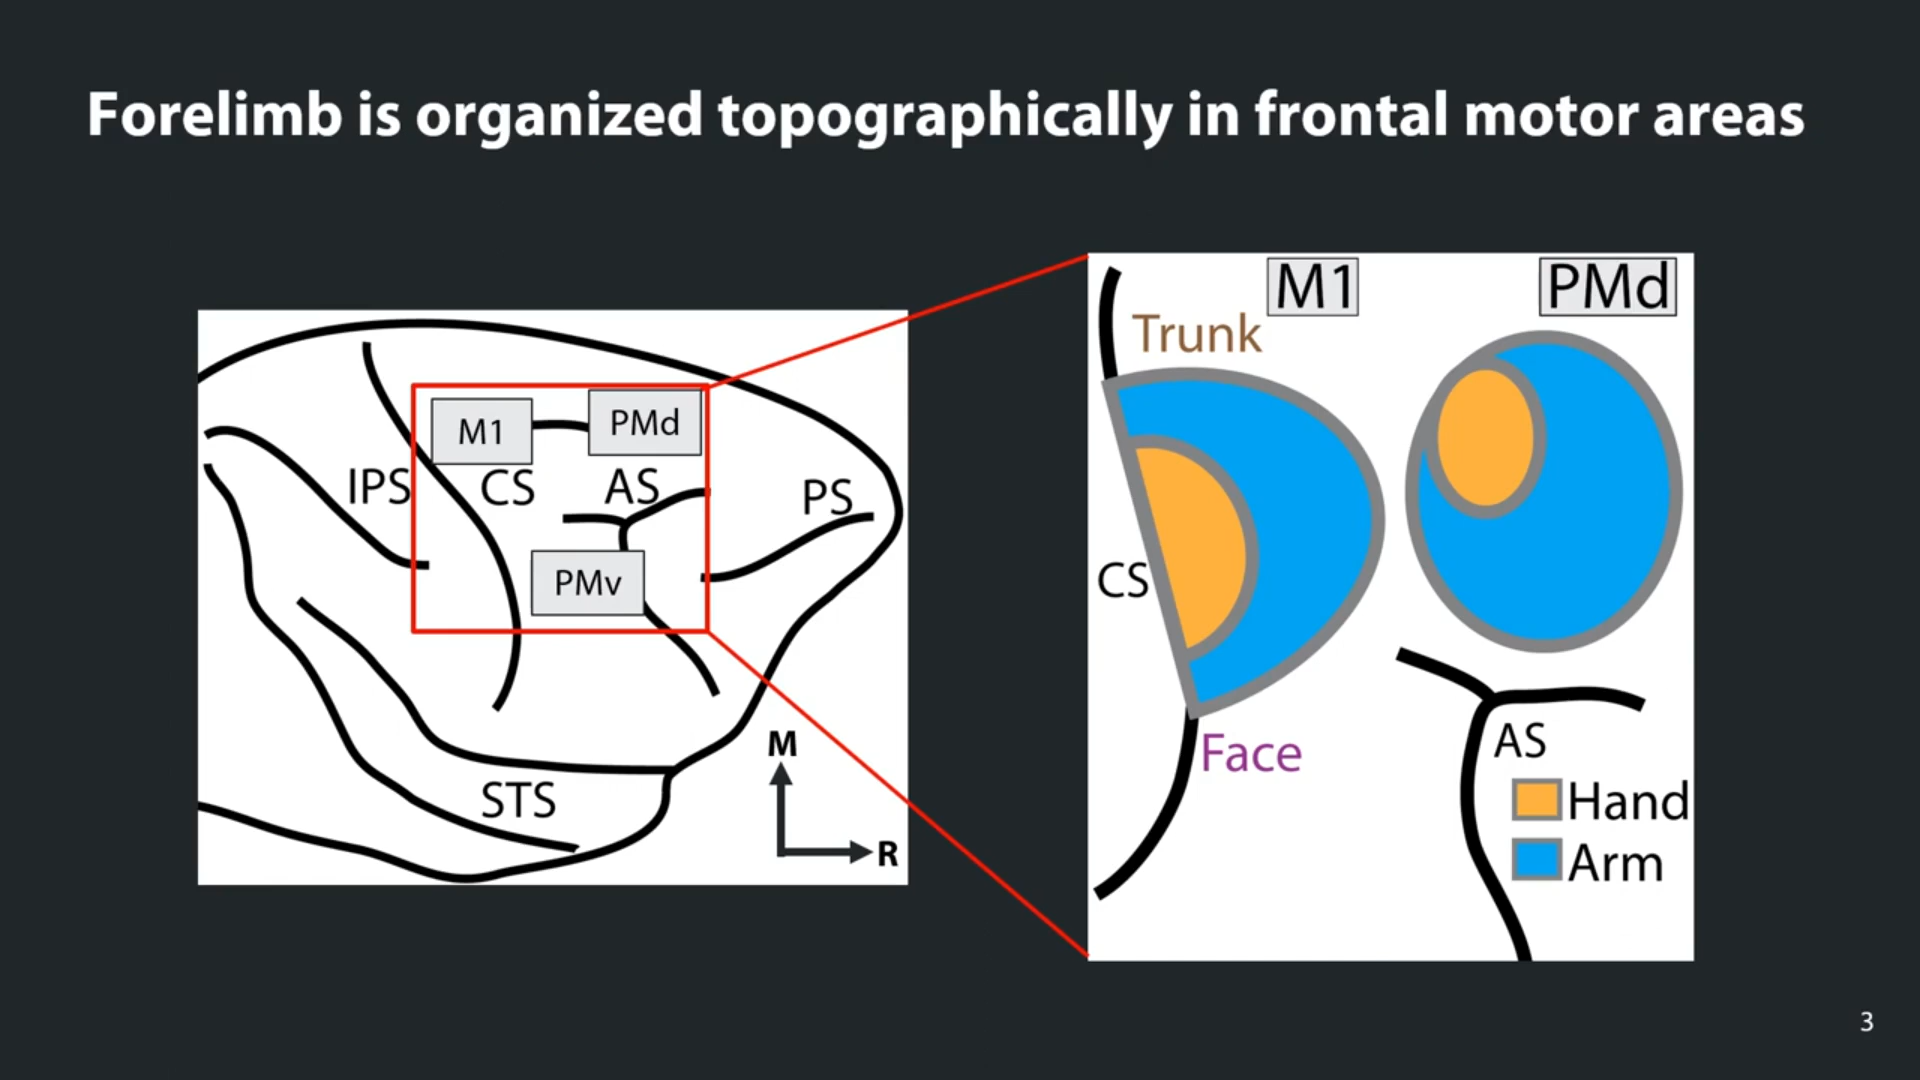 Forelimb is organized topographically in frontal motor areas
M1
PMd
IPS
CS
AS
PS
PMv
STS
M
R
M1
PMd
Trunk
CS
Face
AS
Hand
Arm
3